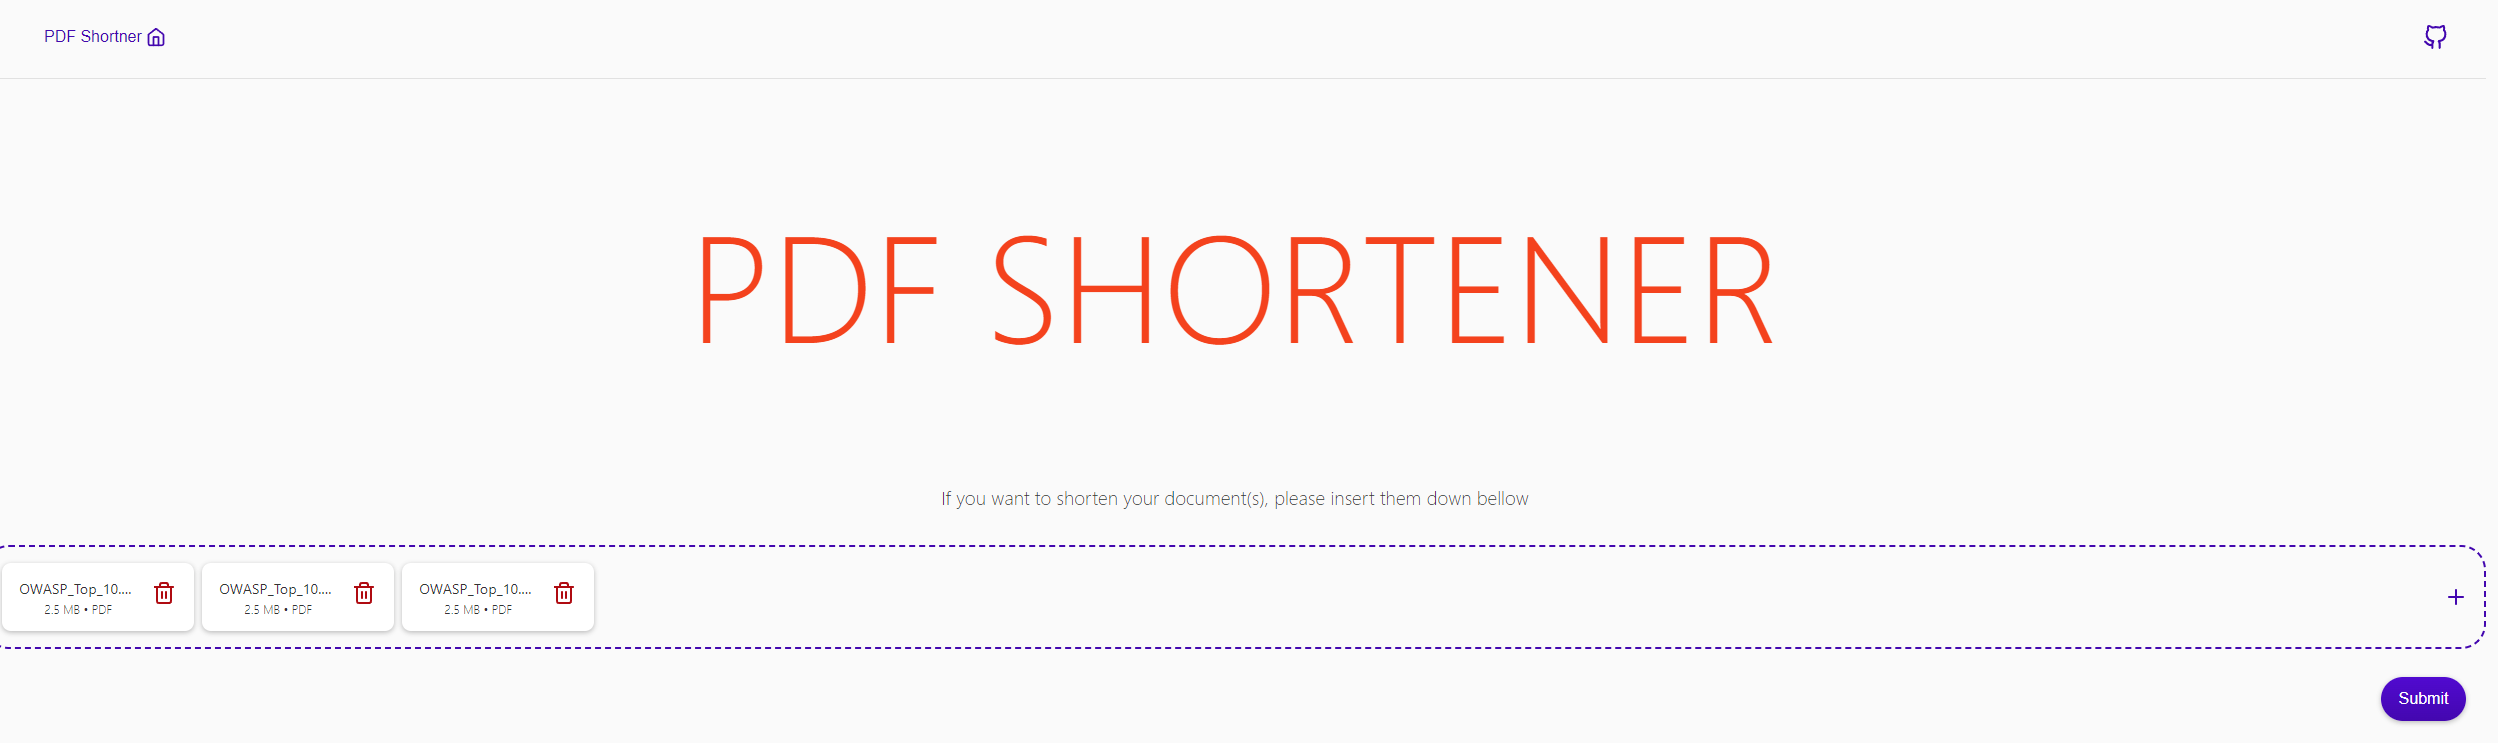 PDF Shortner
PDF SHORTENER
If you want to shorten your document(s), please insert them down bellow
OWASP_Top_10.... OWASP_Top_10.... OWASP_Top_10....
2.5 MB • PDF 2.5 MB • PDF 2.5 MB • PDF
Submit